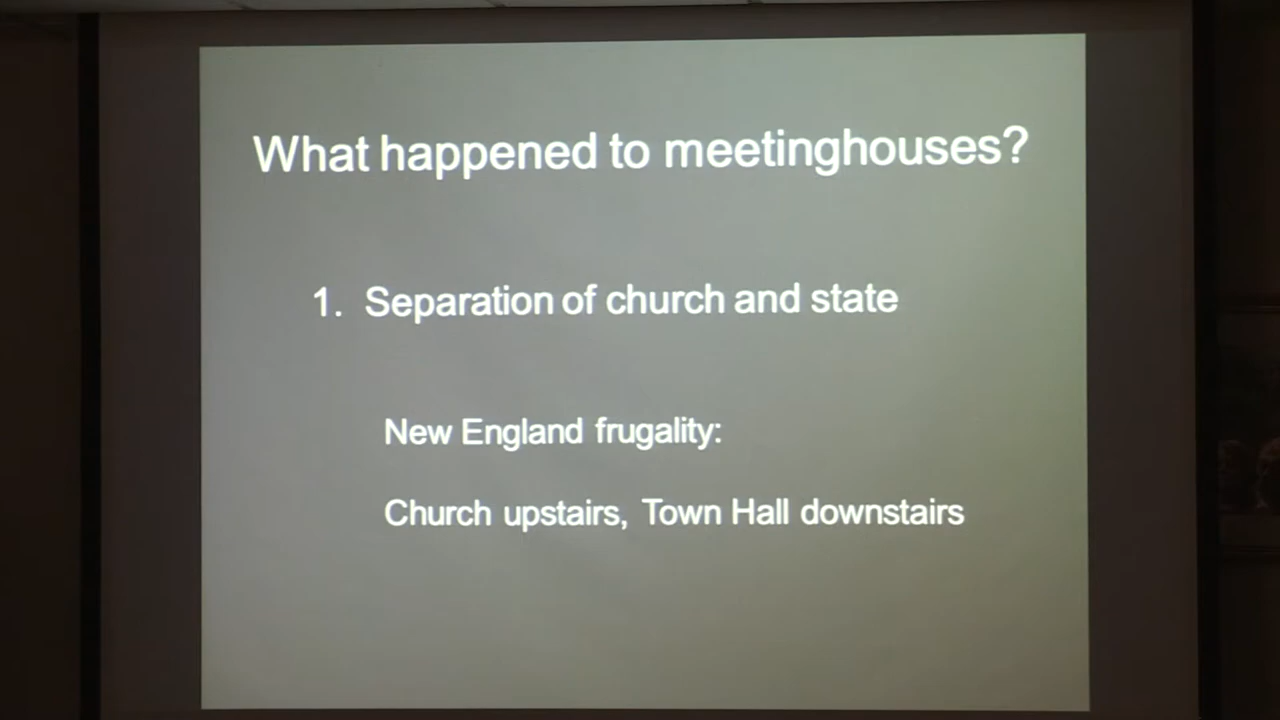 What happened to meetinghouses?
1. Separation of church and state
New England frugality:
Church upstairs, Town Hall downstairs